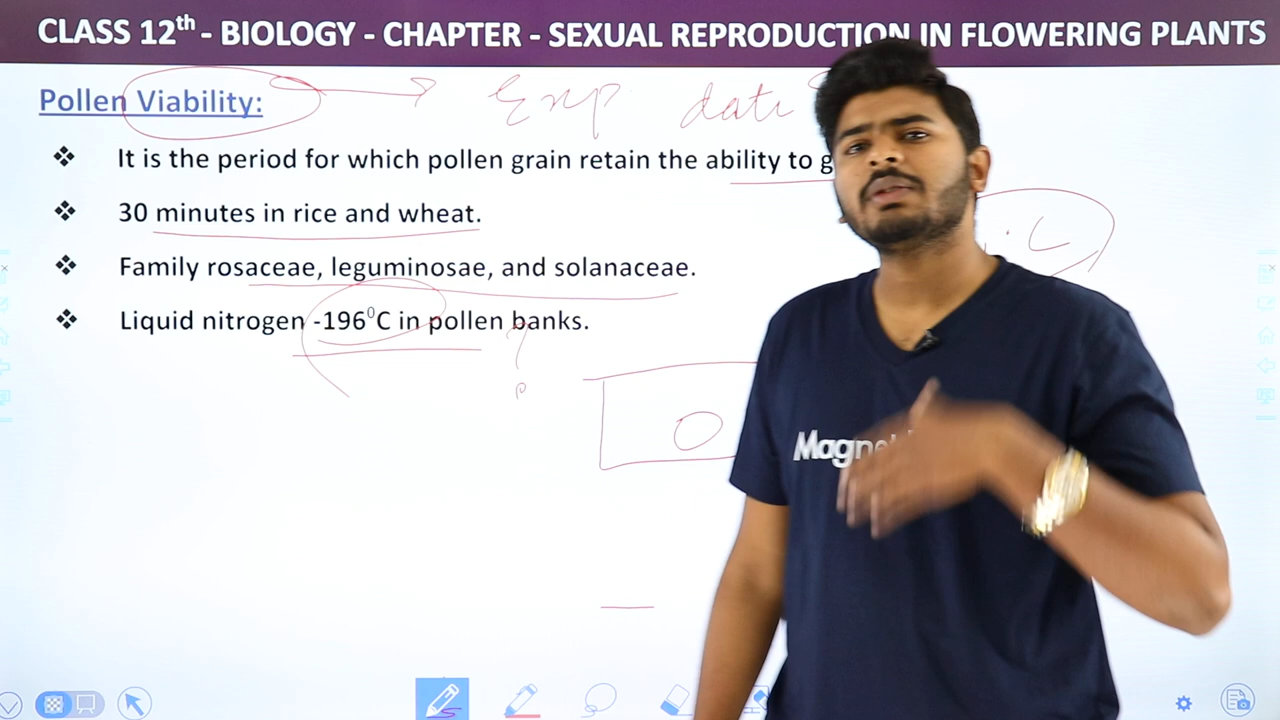 CLASS 12th - BIOLOGY - CHAPTER - SEXUAL REPRODUCTION IN FLOWERING PLANTS
Pollen Viability:
Exp date
❖ It is the period for which pollen grain retain the ability to g
❖ 30 minutes in rice and wheat.
❖ Family rosaceae, leguminosae, and solanaceae.
❖ Liquid nitrogen -196⁰C in pollen banks.